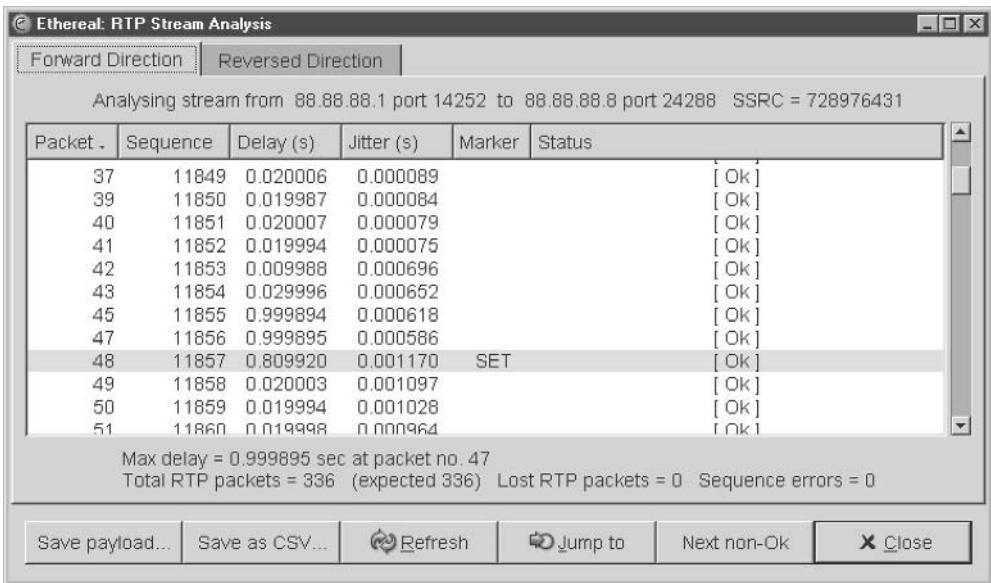 Ethereal: RTP Stream Analysis
Forward Direction Reversed Direction
Analysing stream from 88.88.88.1 port 14252 to 88.88.88.8 port 24288 SSRC = 728976431
Packet Sequence Delay (s) Jitter (s) Marker Status
37 11849 0.020006 0.000089 [ Ok ]
39 11850 0.019987 0.000084 [ Ok ]
40 11851 0.020007 0.000079 [ Ok ]
41 11852 0.019994 0.000075 [ Ok ]
42 11853 0.009988 0.000696 [ Ok ]
43 11854 0.029996 0.000652 [ Ok ]
45 11855 0.999894 0.000618 [ Ok ]
47 11856 0.999895 0.000586 [ Ok ]
48 11857 0.809920 0.001170 SET [ Ok ]
49 11858 0.020003 0.001097 [ Ok ]
50 11859 0.019994 0.001028 [ Ok ]
51 11860 0.019998 0.000964 [ Ok ]
Max delay = 0.999895 sec at packet no. 47
Total RTP packets = 336 (expected 336) Lost RTP packets = 0 Sequence errors = 0
Save payload... Save as CSV... Refresh Jump to Next non-Ok Close